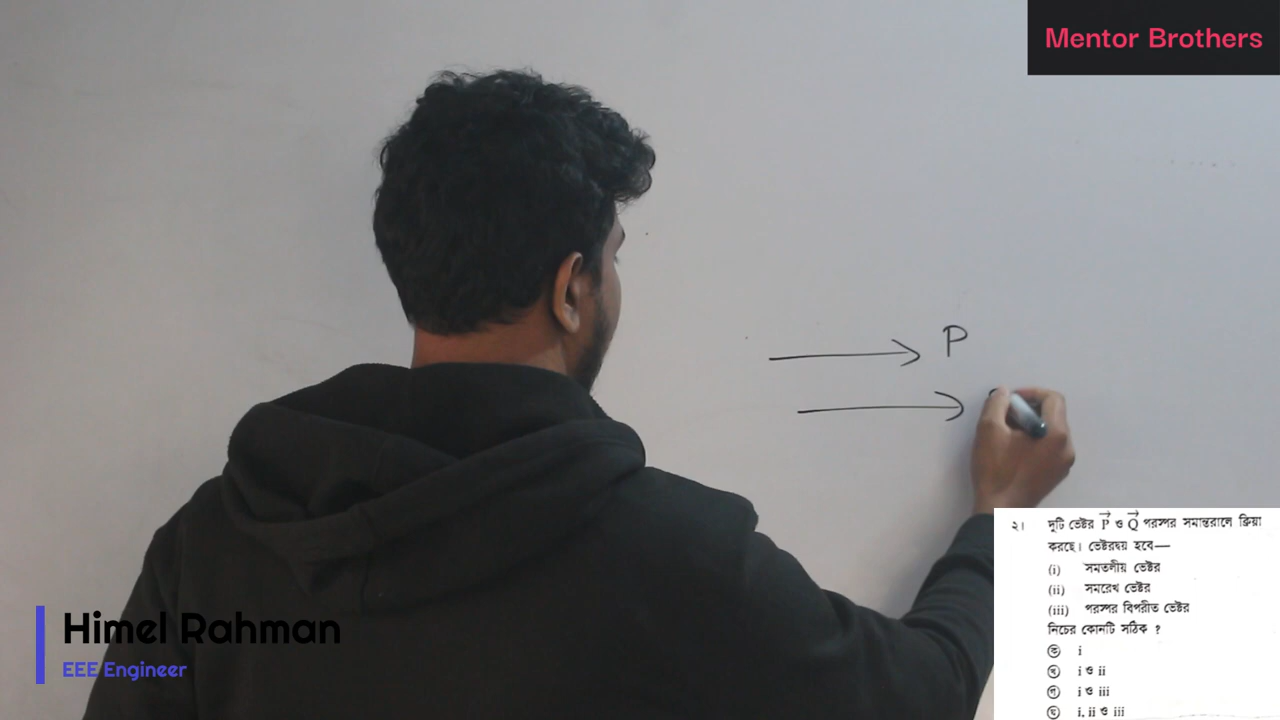 Mentor Brothers
P
Himel Rahman
EEE Engineer
২। দুটি ভেক্টর P⃗ ও Q⃗ পরস্পর সমান্তরালে ক্রিয়া
করছে। ভেক্টরদ্বয় হবে—
(i) সমতলীয় ভেক্টর
(ii) সমরেখ ভেক্টর
(iii) পরস্পর বিপরীত ভেক্টর
নিচের কোনটি সঠিক ?
ক i
খ i ও ii
গ i ও iii
ঘ i, ii ও iii